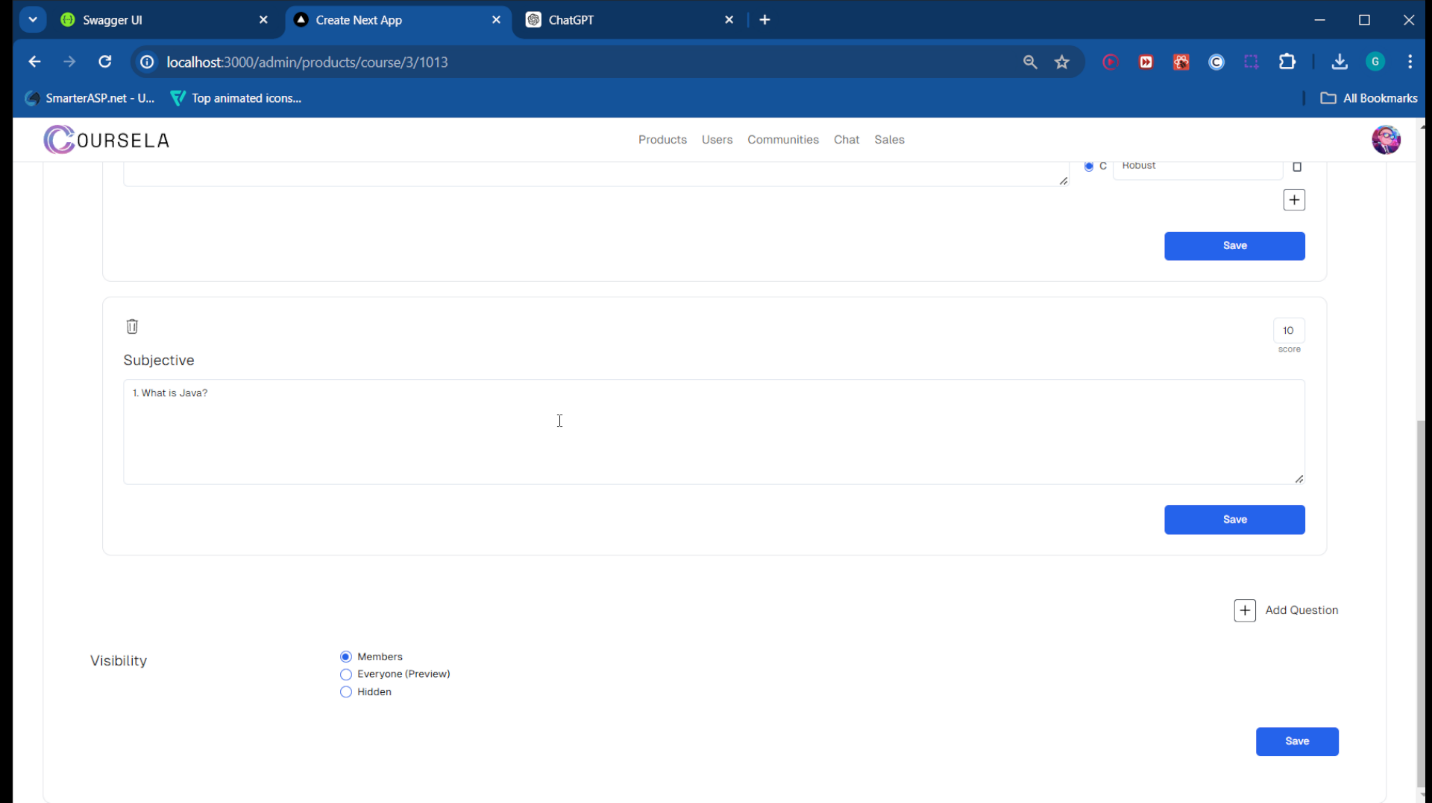 Swagger UI
Create Next App
ChatGPT
localhost:3000/admin/products/course/3/1013
G
SmarterASP.net - U...
Top animated icons...
All Bookmarks
COURSELA
Products Users Communities Chat Sales
C Robust
Save
10
score
Subjective
1. What is Java?
Save
Add Question
Visibility
Members
Everyone (Preview)
Hidden
Save